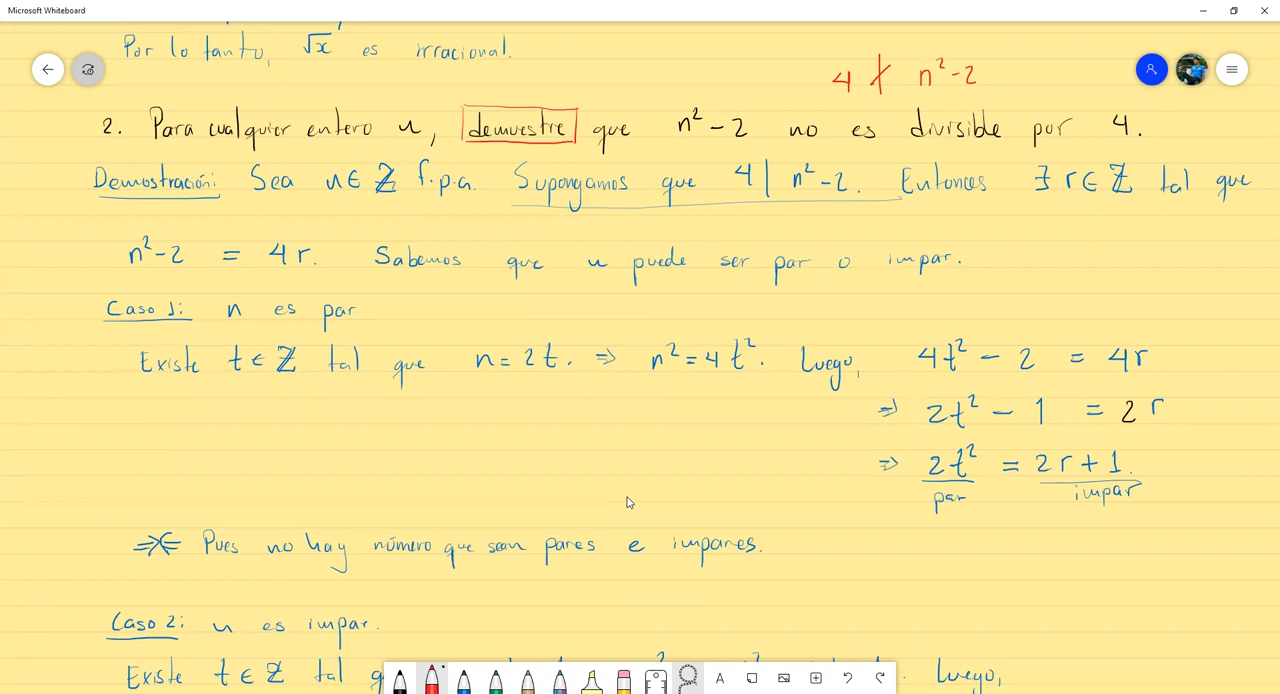 Microsoft Whiteboard
Por lo tanto, √x es irracional.
4 ∤ n²-2
2. Para cualquier entero n, demuestre que n²-2 no es divisible por 4.
Demostración: Sea n∈ℤ f.p.a. Supongamos que 4 | n²-2. Entonces ∃ r∈ℤ tal que
n²-2 = 4r. Sabemos que n puede ser par o impar.
Caso 1: n es par
Existe t∈ℤ tal que n=2t. ⇒ n²=4t². Luego, 4t² - 2 = 4r
⇒ 2t² - 1 = 2r
⇒ 2t² = 2r+1.
par impar
⇒⇐ Pues no hay número que sean pares e impares.
Caso 2: n es impar.
Existe t∈ℤ tal
Luego,
A